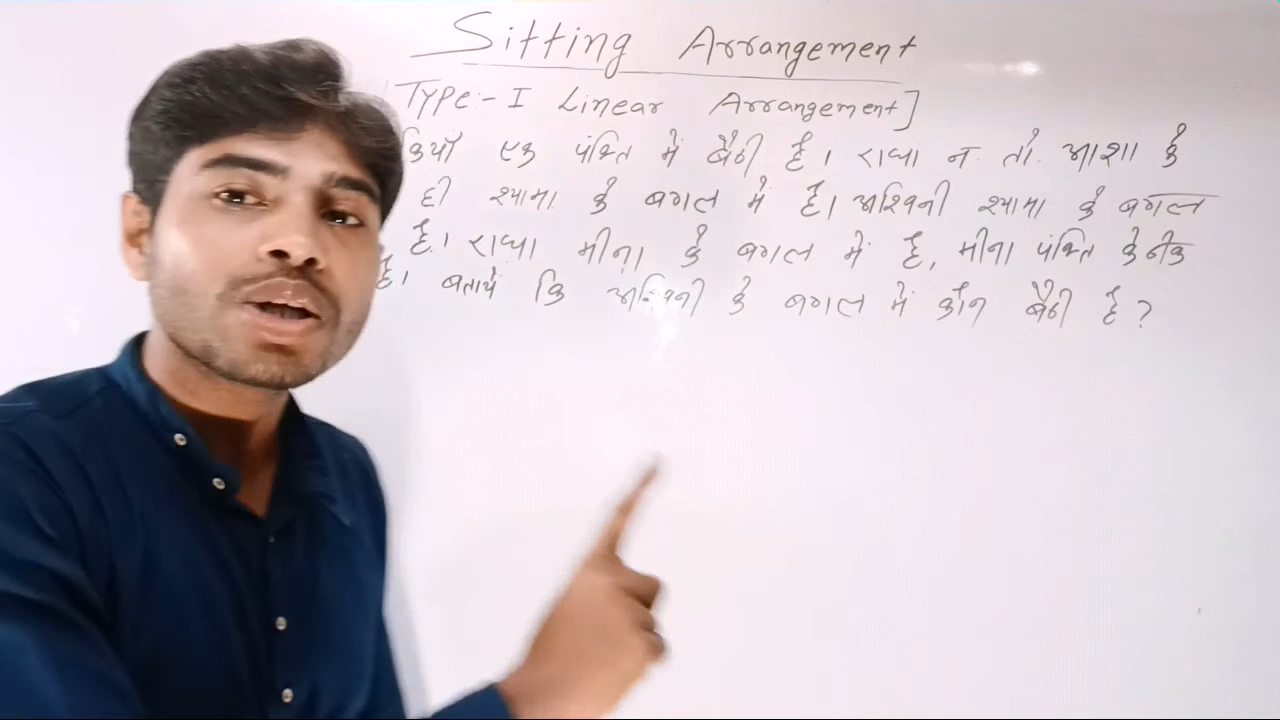 Sitting Arrangement
Type:- I Linear Arrangement]
एक पंक्ति में बैठी हैं। राधा न तो आशा के
ही श्यामा के बगल में है। अश्विनी श्यामा के बगल
है। राधा मीना के बगल में है, मीना पंक्ति के ठीक
है। बतायें कि अश्विनी के बगल में कौन बैठी है?